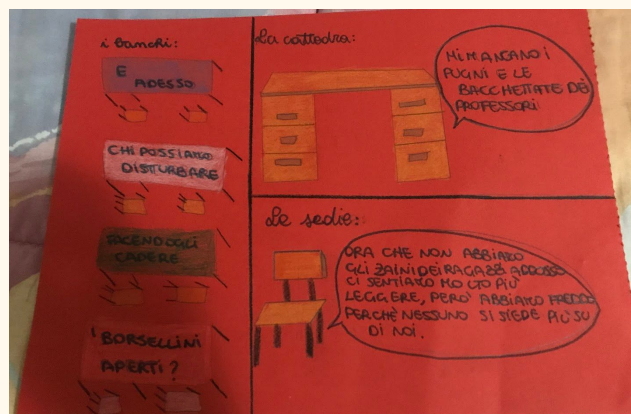 i banchi:
E
ADESSO
CHI POSSIAMO
DISTURBARE
FACENDOGLI
CADERE
I BORSELLINI
APERTI?
La cattedra:
MI MANCANO I
PUGNI E LE
BACCHETTATE DEI
PROFESSORI
Le sedie:
ORA CHE NON ABBIAMO
GLI ZAINI DEI RAGAZZI ADDOSSO
CI SENTIAMO MOLTO PIÙ
LEGGERE, PERÒ ABBIAMO FREDDO
PERCHÈ NESSUNO SI SIEDE PIÙ SU
DI NOI.